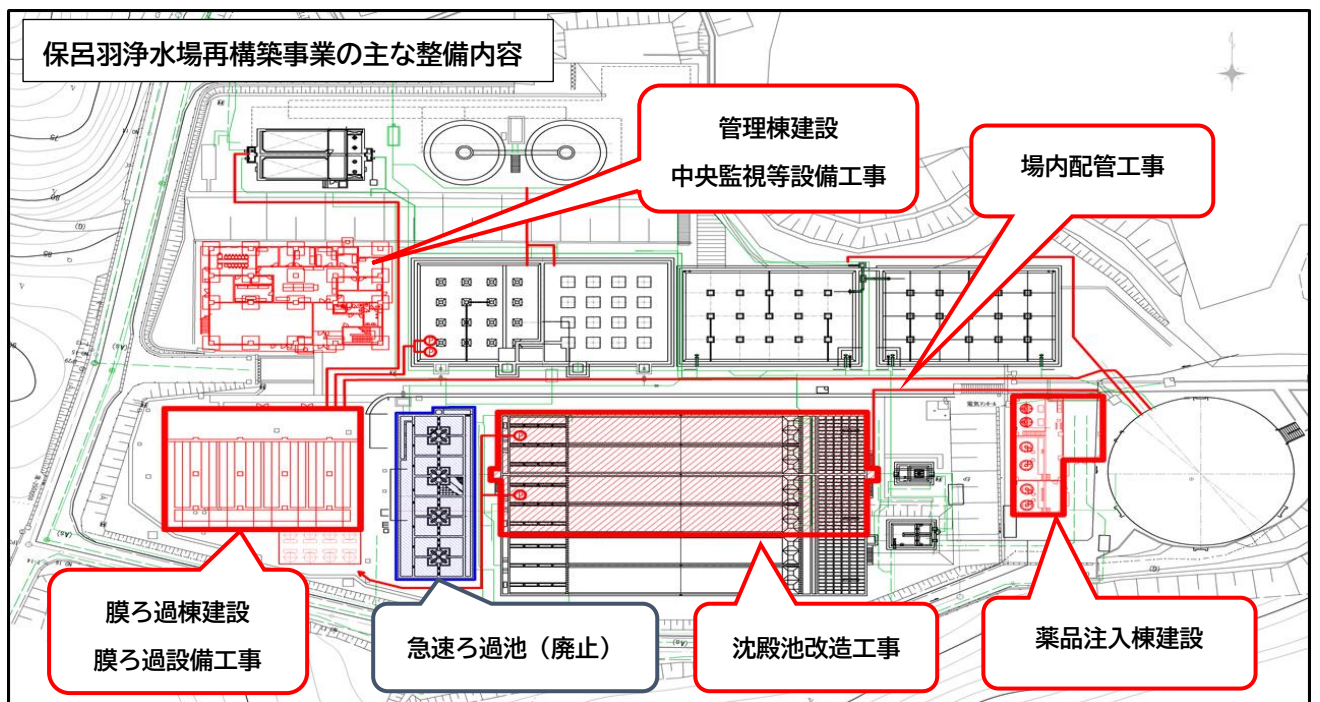 保呂羽浄水場再構築事業の主な整備内容
管理棟建設
中央監視等設備工事
場内配管工事
膜ろ過棟建設
膜ろ過設備工事
急速ろ過池（廃止）
沈殿池改造工事
薬品注入棟建設